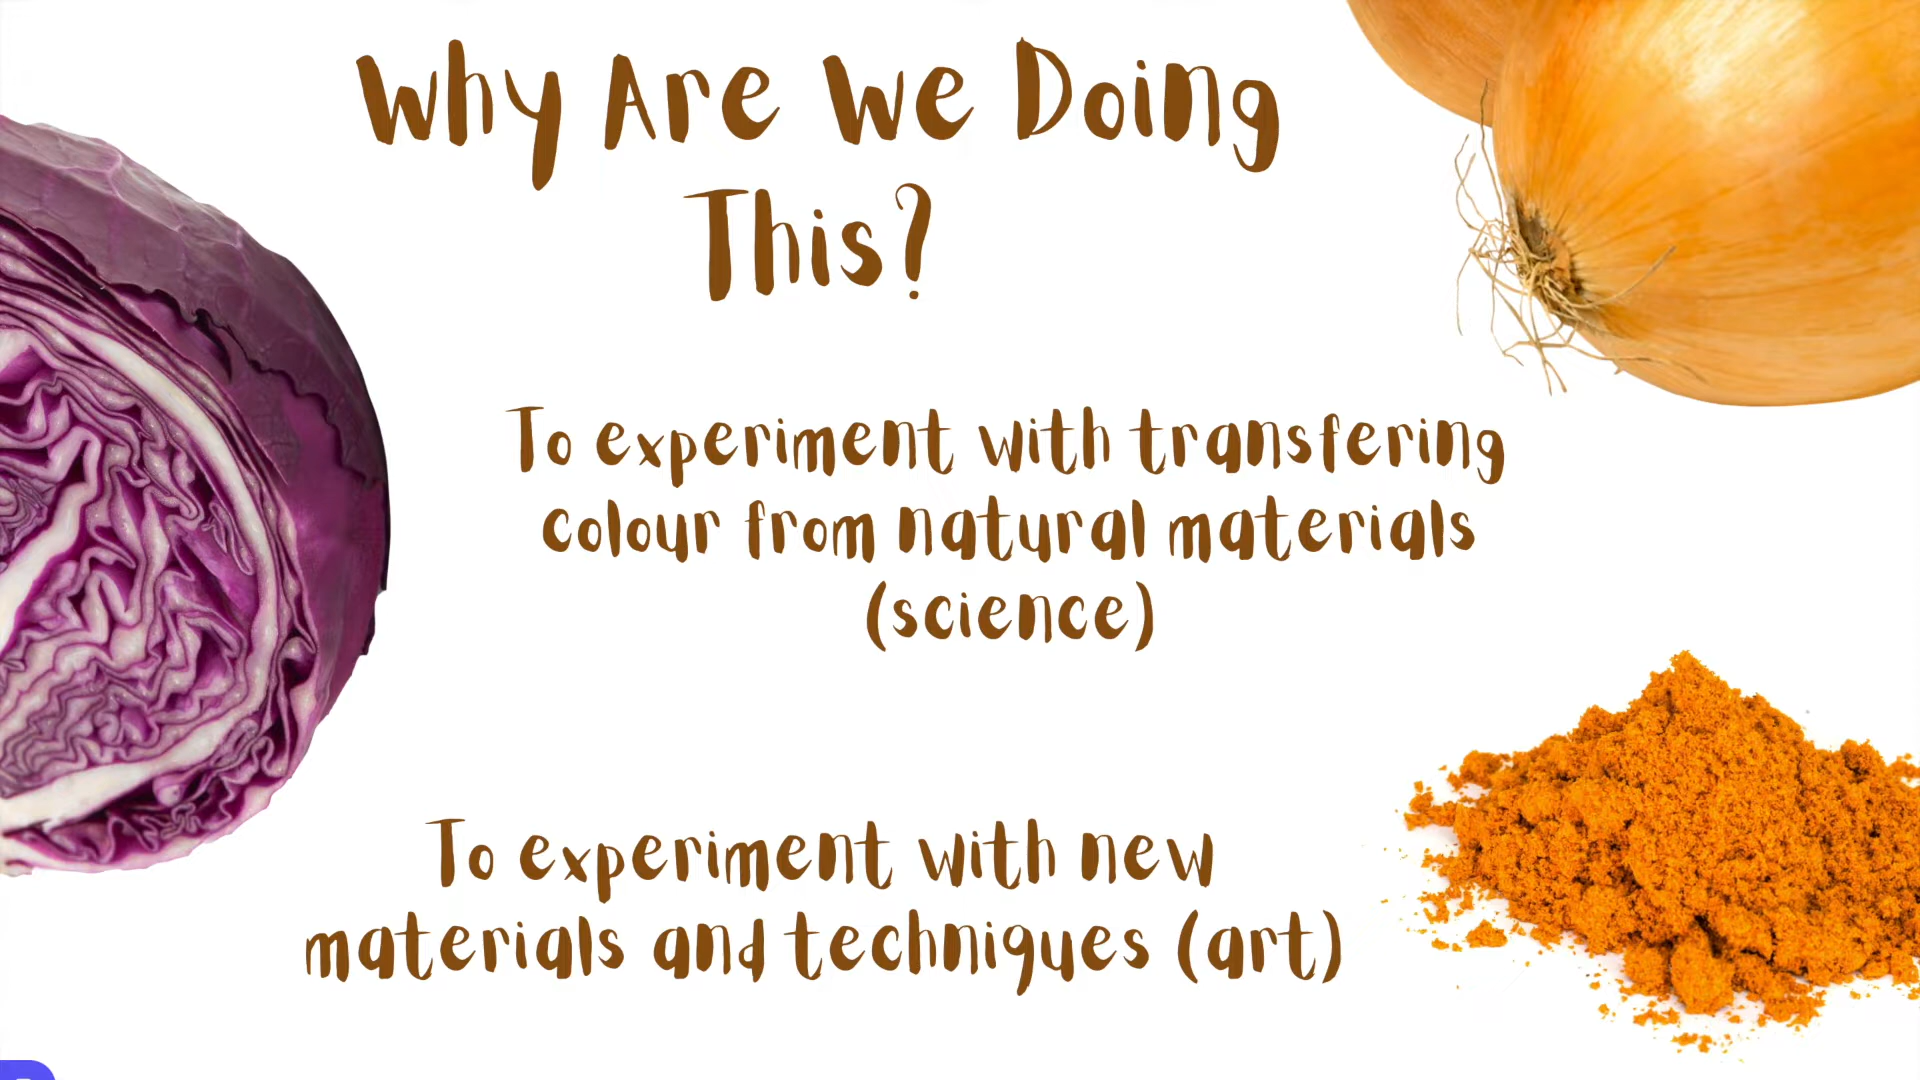 Why Are We Doing
This?
To experiment with transfering
colour from natural materials
(science)
To experiment with new
materials and techniques (art)